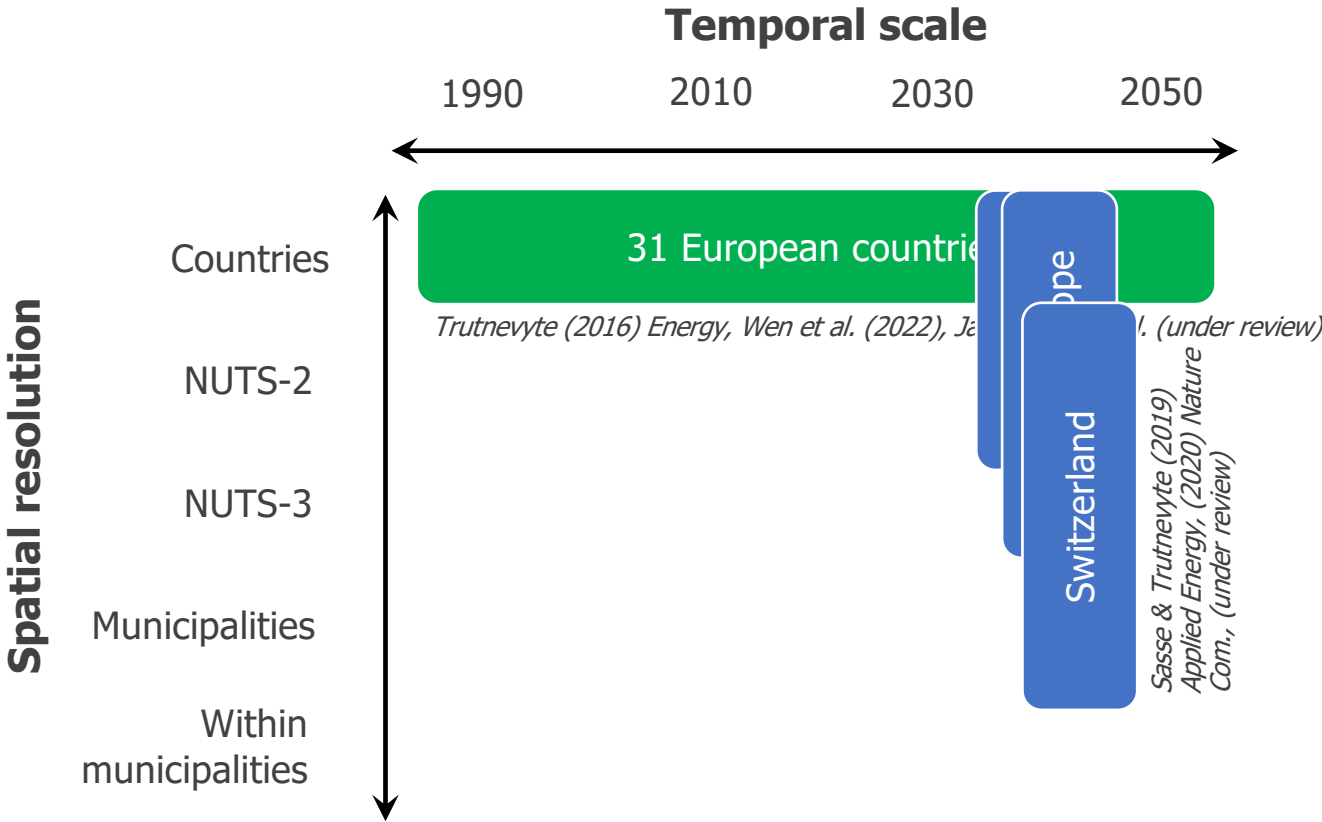 Temporal scale
1990 2010 2030 2050
Spatial resolution
Countries
NUTS-2
NUTS-3
Municipalities
Within
municipalities
31 European countrie
Trutnevyte (2016) Energy, Wen et al. (2022), Ja l. (under review)
ope
Switzerland
Sasse & Trutnevyte (2019)
Applied Energy, (2020) Nature
Com., (under review)